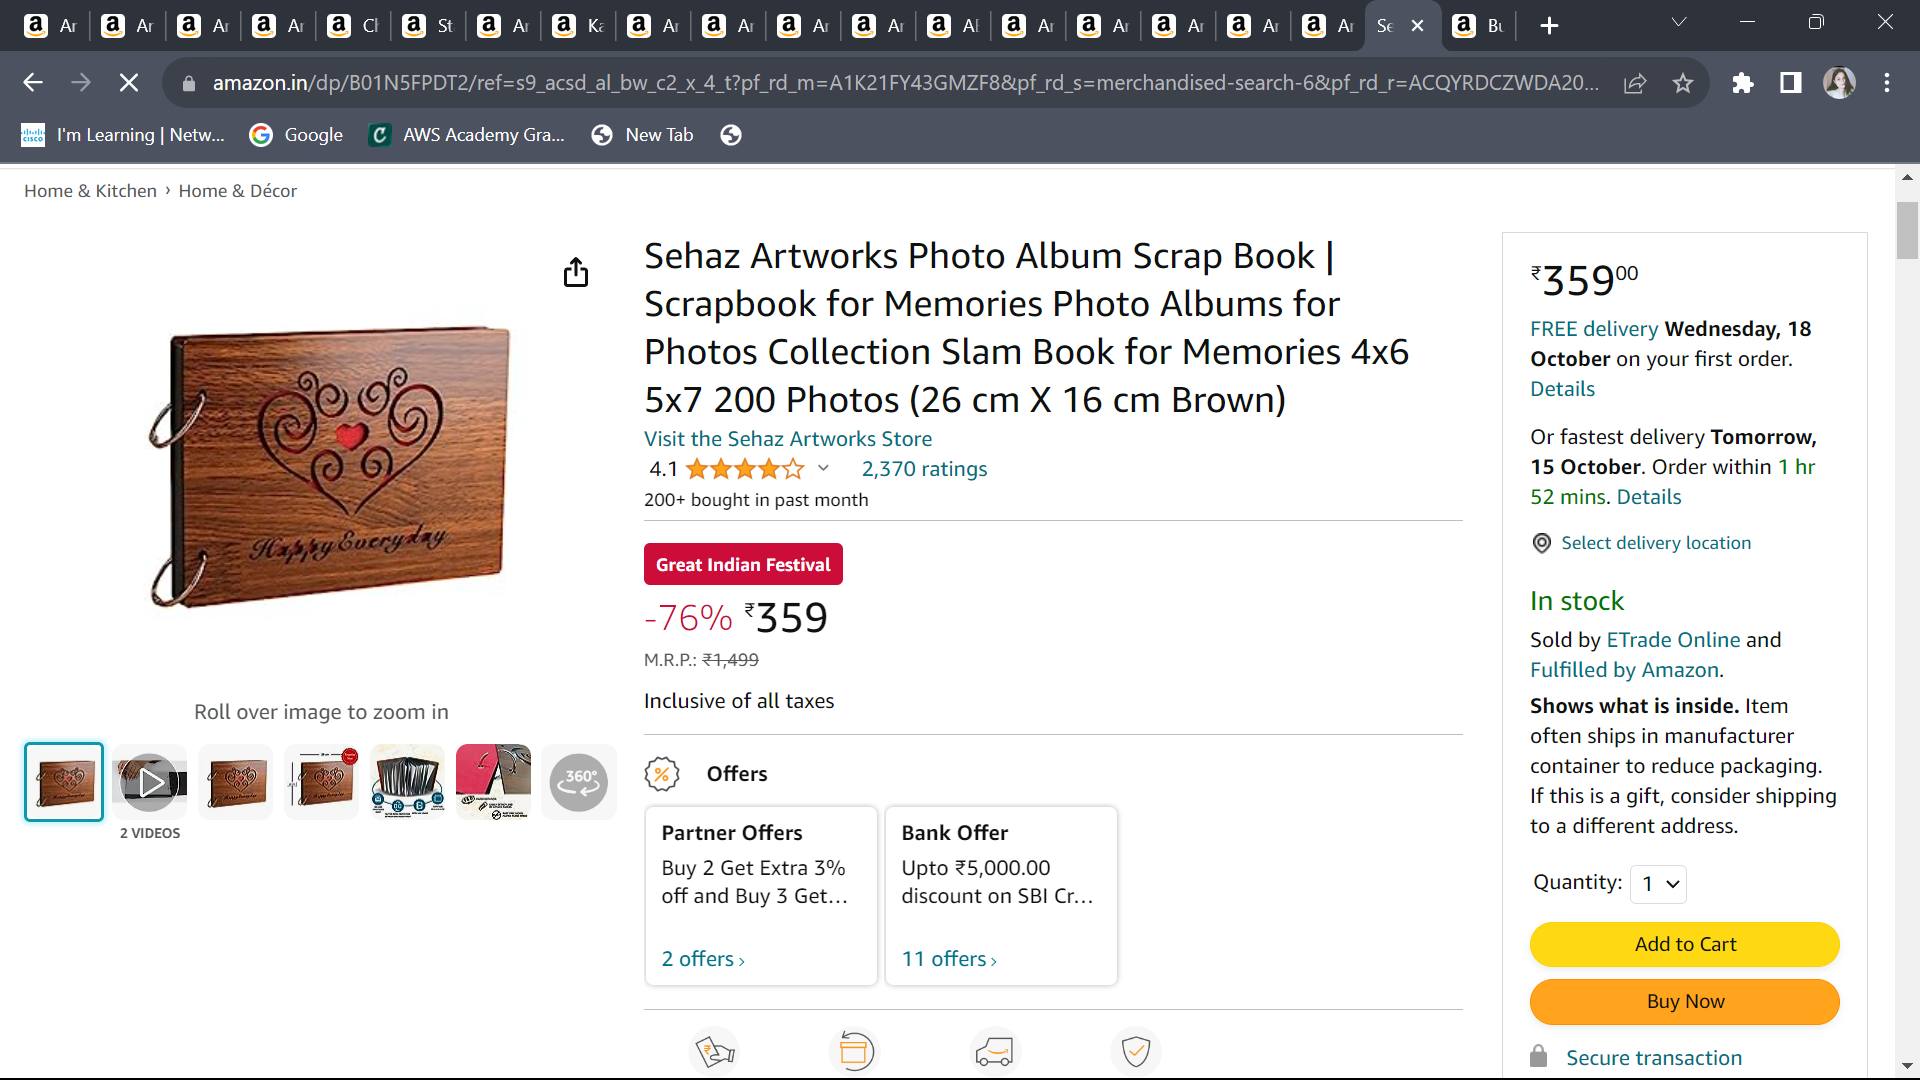 Ar
Ar
Ar
Ar
Cl
St
Ar
Ka
Ar
Ar
Ar
Ar
Al
Ar
Ar
Ar
Ar
Ar
Se
Bu
amazon.in/dp/B01N5FPDT2/ref=s9_acsd_al_bw_c2_x_4_t?pf_rd_m=A1K21FY43GMZF8&pf_rd_s=merchandised-search-6&pf_rd_r=ACQYRDCZWDA20...
I'm Learning | Netw...
Google
AWS Academy Gra...
New Tab
Home & Kitchen › Home & Décor
Happy Everyday
Roll over image to zoom in
2 VIDEOS
360°
Sehaz Artworks Photo Album Scrap Book |
Scrapbook for Memories Photo Albums for
Photos Collection Slam Book for Memories 4x6
5x7 200 Photos (26 cm X 16 cm Brown)
Visit the Sehaz Artworks Store
4.1 2,370 ratings
200+ bought in past month
Great Indian Festival
-76% ₹359
M.R.P.: ₹1,499
Inclusive of all taxes
Offers
Partner Offers
Buy 2 Get Extra 3%
off and Buy 3 Get...
2 offers ›
Bank Offer
Upto ₹5,000.00
discount on SBI Cr...
11 offers ›
₹35900
FREE delivery Wednesday, 18
October on your first order.
Details
Or fastest delivery Tomorrow,
15 October. Order within 1 hr
52 mins. Details
Select delivery location
In stock
Sold by ETrade Online and
Fulfilled by Amazon.
Shows what is inside. Item
often ships in manufacturer
container to reduce packaging.
If this is a gift, consider shipping
to a different address.
Quantity: 1
Add to Cart
Buy Now
Secure transaction